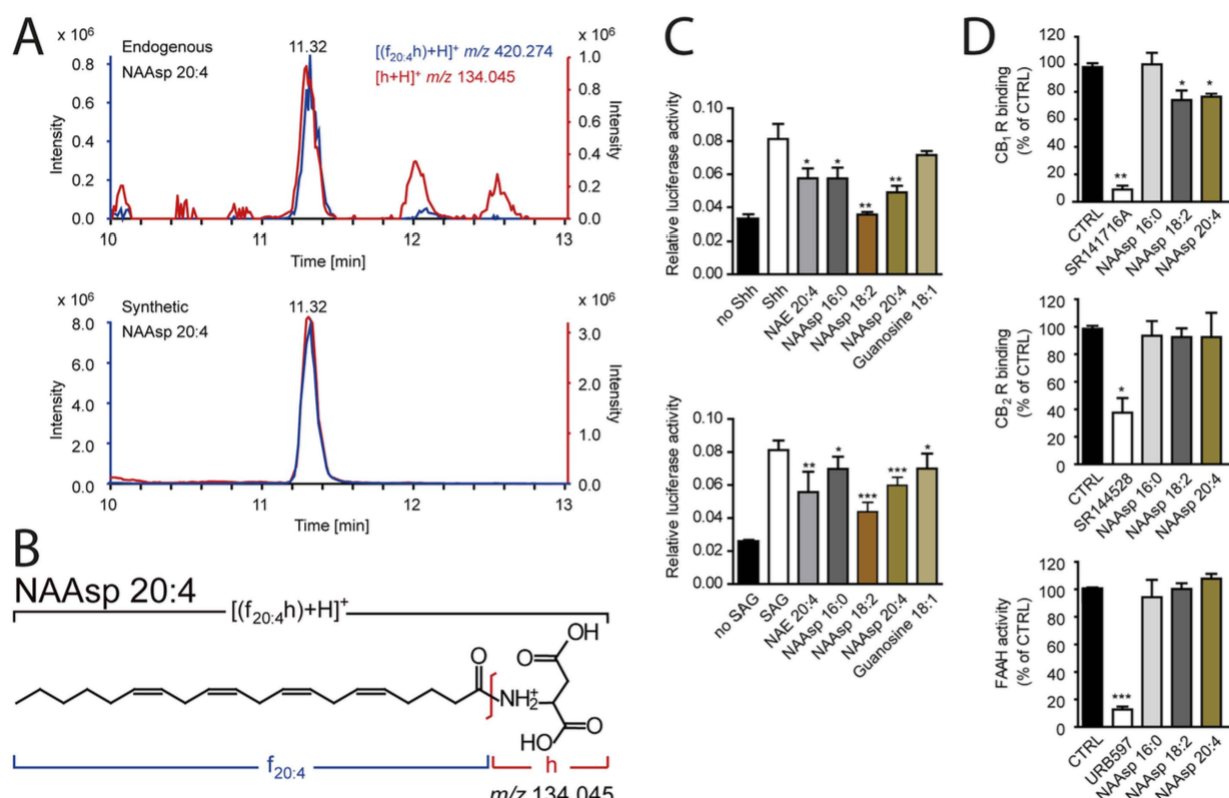 A
x 10⁶
Endogenous
NAAsp 20:4
11.32
[(f20:4h)+H]⁺ m/z 420.274
[h+H]⁺ m/z 134.045
x 10⁶
0.8
0.6
0.4
0.2
0.0
Intensity
1.0
0.8
0.6
0.4
0.2
0.0
Intensity
10
11
12
13
Time [min]
x 10⁶
Synthetic
NAAsp 20:4
11.32
x 10⁶
8.0
6.0
4.0
2.0
0.0
Intensity
3.0
2.0
1.0
0.0
Intensity
10
11
12
13
Time [min]
B
NAAsp 20:4
[(f20:4h)+H]⁺
O
NH2+
O
OH
O
HO
f20:4
h
m/z 134.045
C
Relative luciferase activity
0.10
0.08
0.06
0.04
0.02
0.00
*
*
**
**
no Shh
Shh
NAE 20:4
NAAsp 16:0
NAAsp 18:2
NAAsp 20:4
Guanosine 18:1
Relative luciferase activity
0.10
0.08
0.06
0.04
0.02
0.00
**
*
***
***
*
no SAG
SAG
NAE 20:4
NAAsp 16:0
NAAsp 18:2
NAAsp 20:4
Guanosine 18:1
D
CB1 R binding
(% of CTRL)
120
100
80
60
40
20
0
**
*
*
CTRL
SR141716A
NAAsp 16:0
NAAsp 18:2
NAAsp 20:4
CB2 R binding
(% of CTRL)
120
100
80
60
40
20
0
*
CTRL
SR144528
NAAsp 16:0
NAAsp 18:2
NAAsp 20:4
FAAH activity
(% of CTRL)
120
100
80
60
40
20
0
***
CTRL
URB597
NAAsp 16:0
NAAsp 18:2
NAAsp 20:4